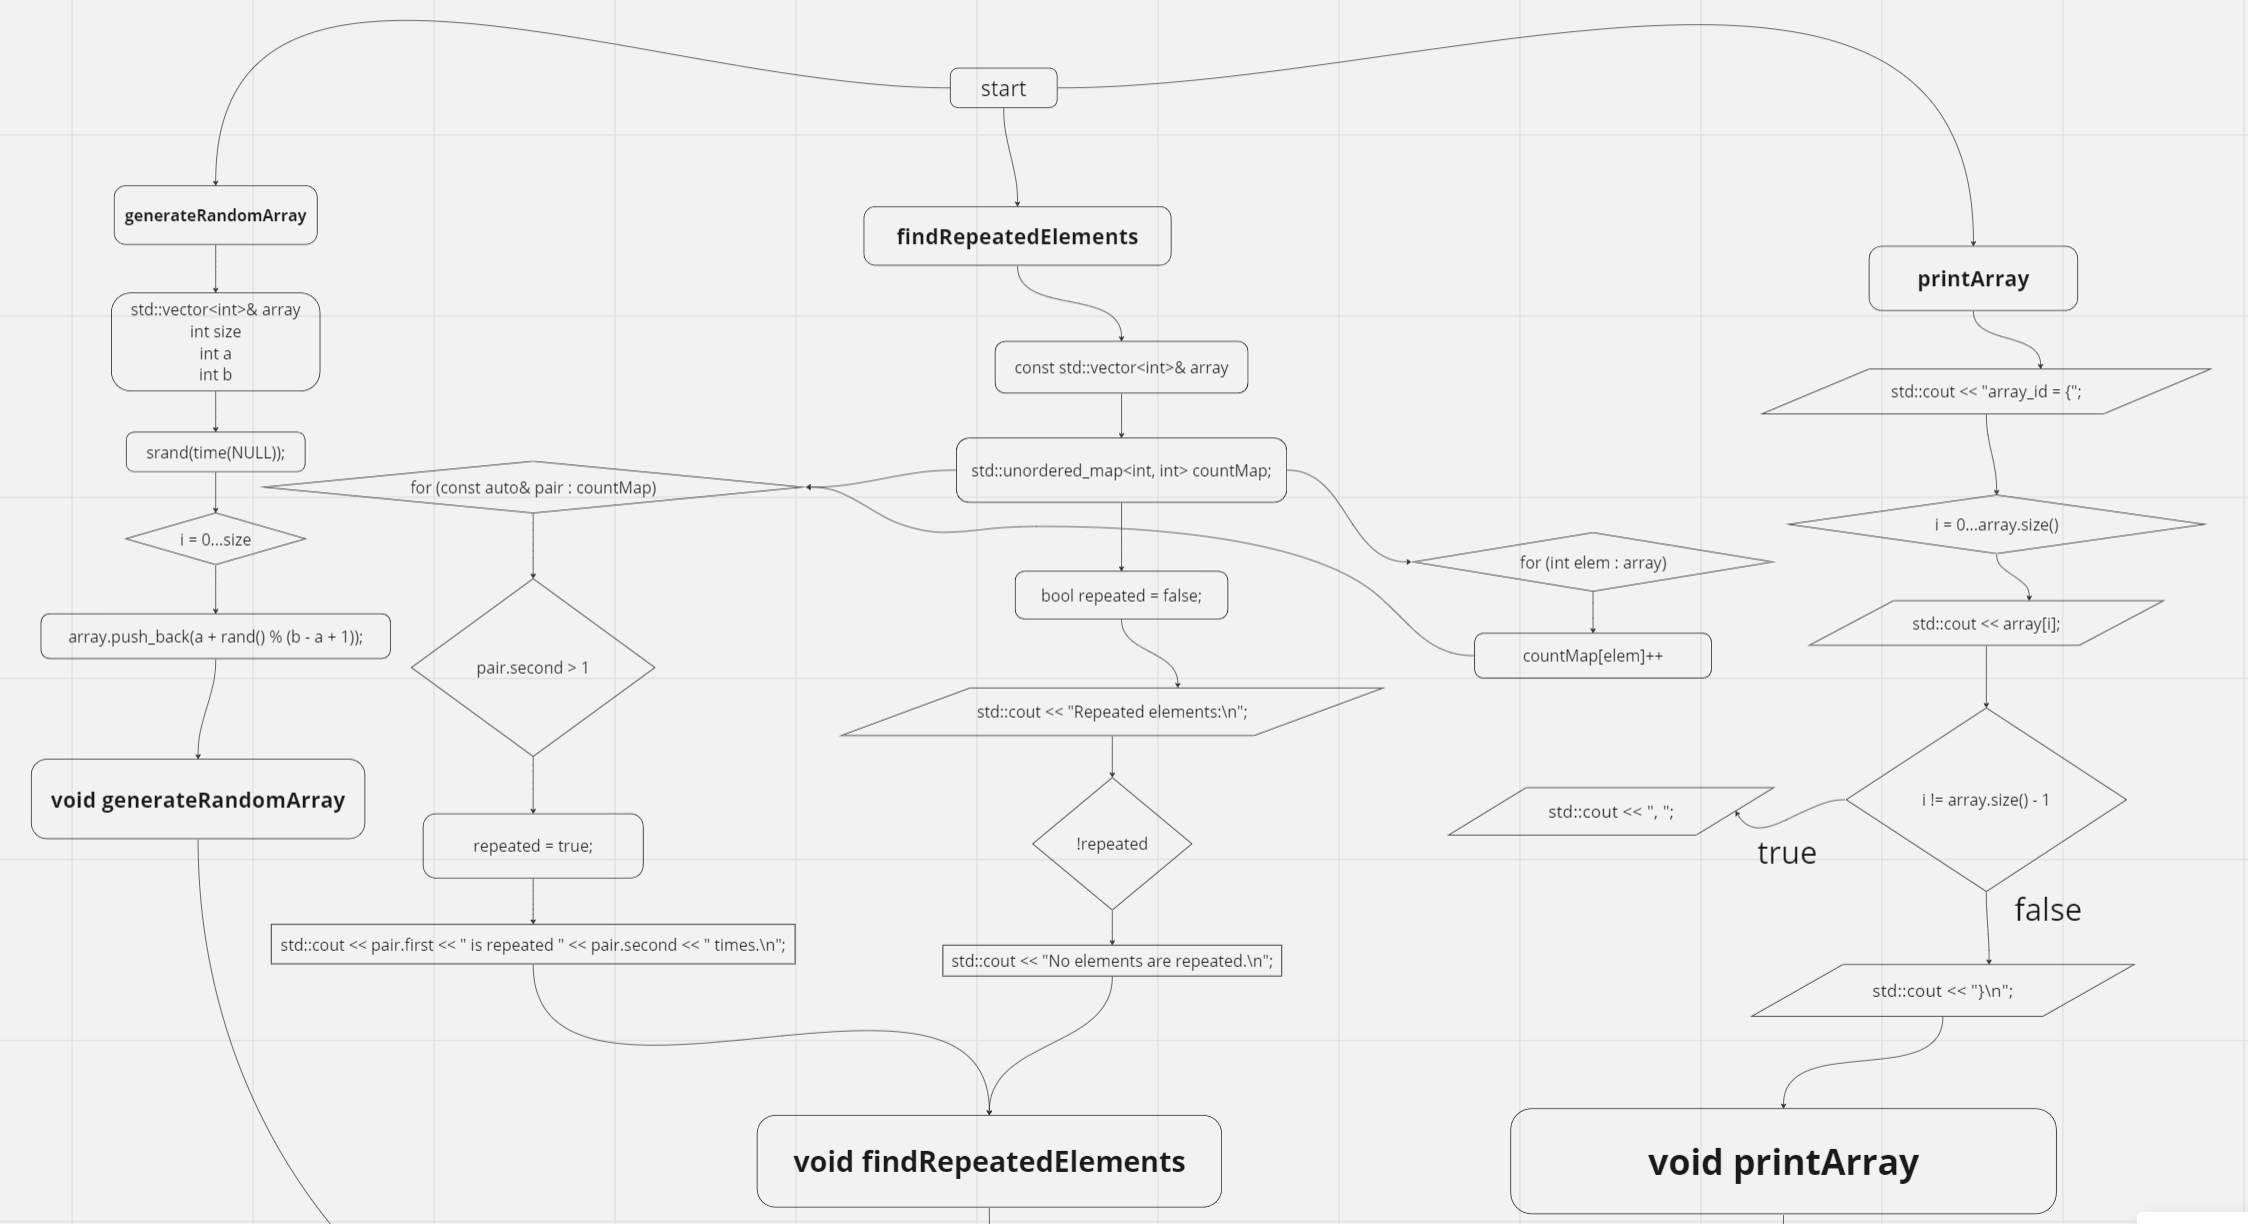 start
generateRandomArray
std::vector<int>& array
int size
int a
int b
srand(time(NULL));
i = 0...size
array.push_back(a + rand() % (b - a + 1));
void generateRandomArray
findRepeatedElements
const std::vector<int>& array
std::unordered_map<int, int> countMap;
for (const auto& pair : countMap)
pair.second > 1
repeated = true;
std::cout << pair.first << " is repeated " << pair.second << " times.\n";
for (int elem : array)
countMap[elem]++
bool repeated = false;
std::cout << "Repeated elements:\n";
!repeated
std::cout << "No elements are repeated.\n";
void findRepeatedElements
printArray
std::cout << "array_id = {";
i = 0...array.size()
std::cout << array[i];
i != array.size() - 1
std::cout << ", ";
true
false
std::cout << "}\n";
void printArray